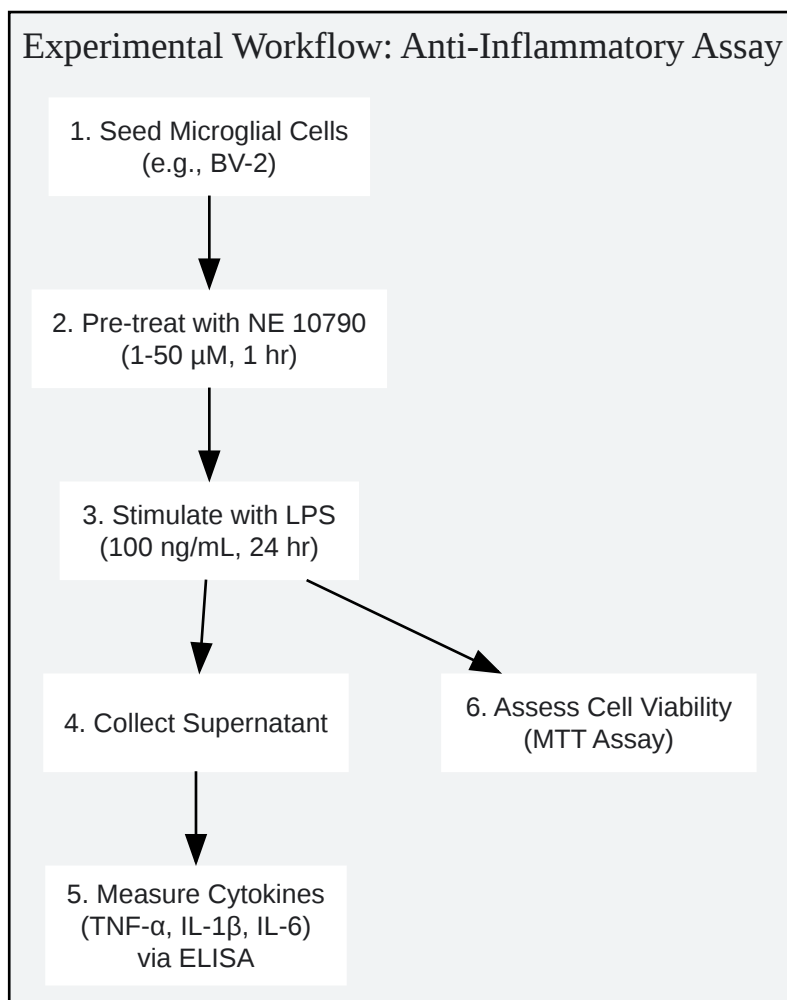 Experimental Workflow: Anti-Inflammatory Assay
1. Seed Microglial Cells
(e.g., BV-2)
2. Pre-treat with NE 10790
(1-50 µM, 1 hr)
3. Stimulate with LPS
(100 ng/mL, 24 hr)
4. Collect Supernatant
6. Assess Cell Viability
(MTT Assay)
5. Measure Cytokines
(TNF-α, IL-1β, IL-6)
via ELISA